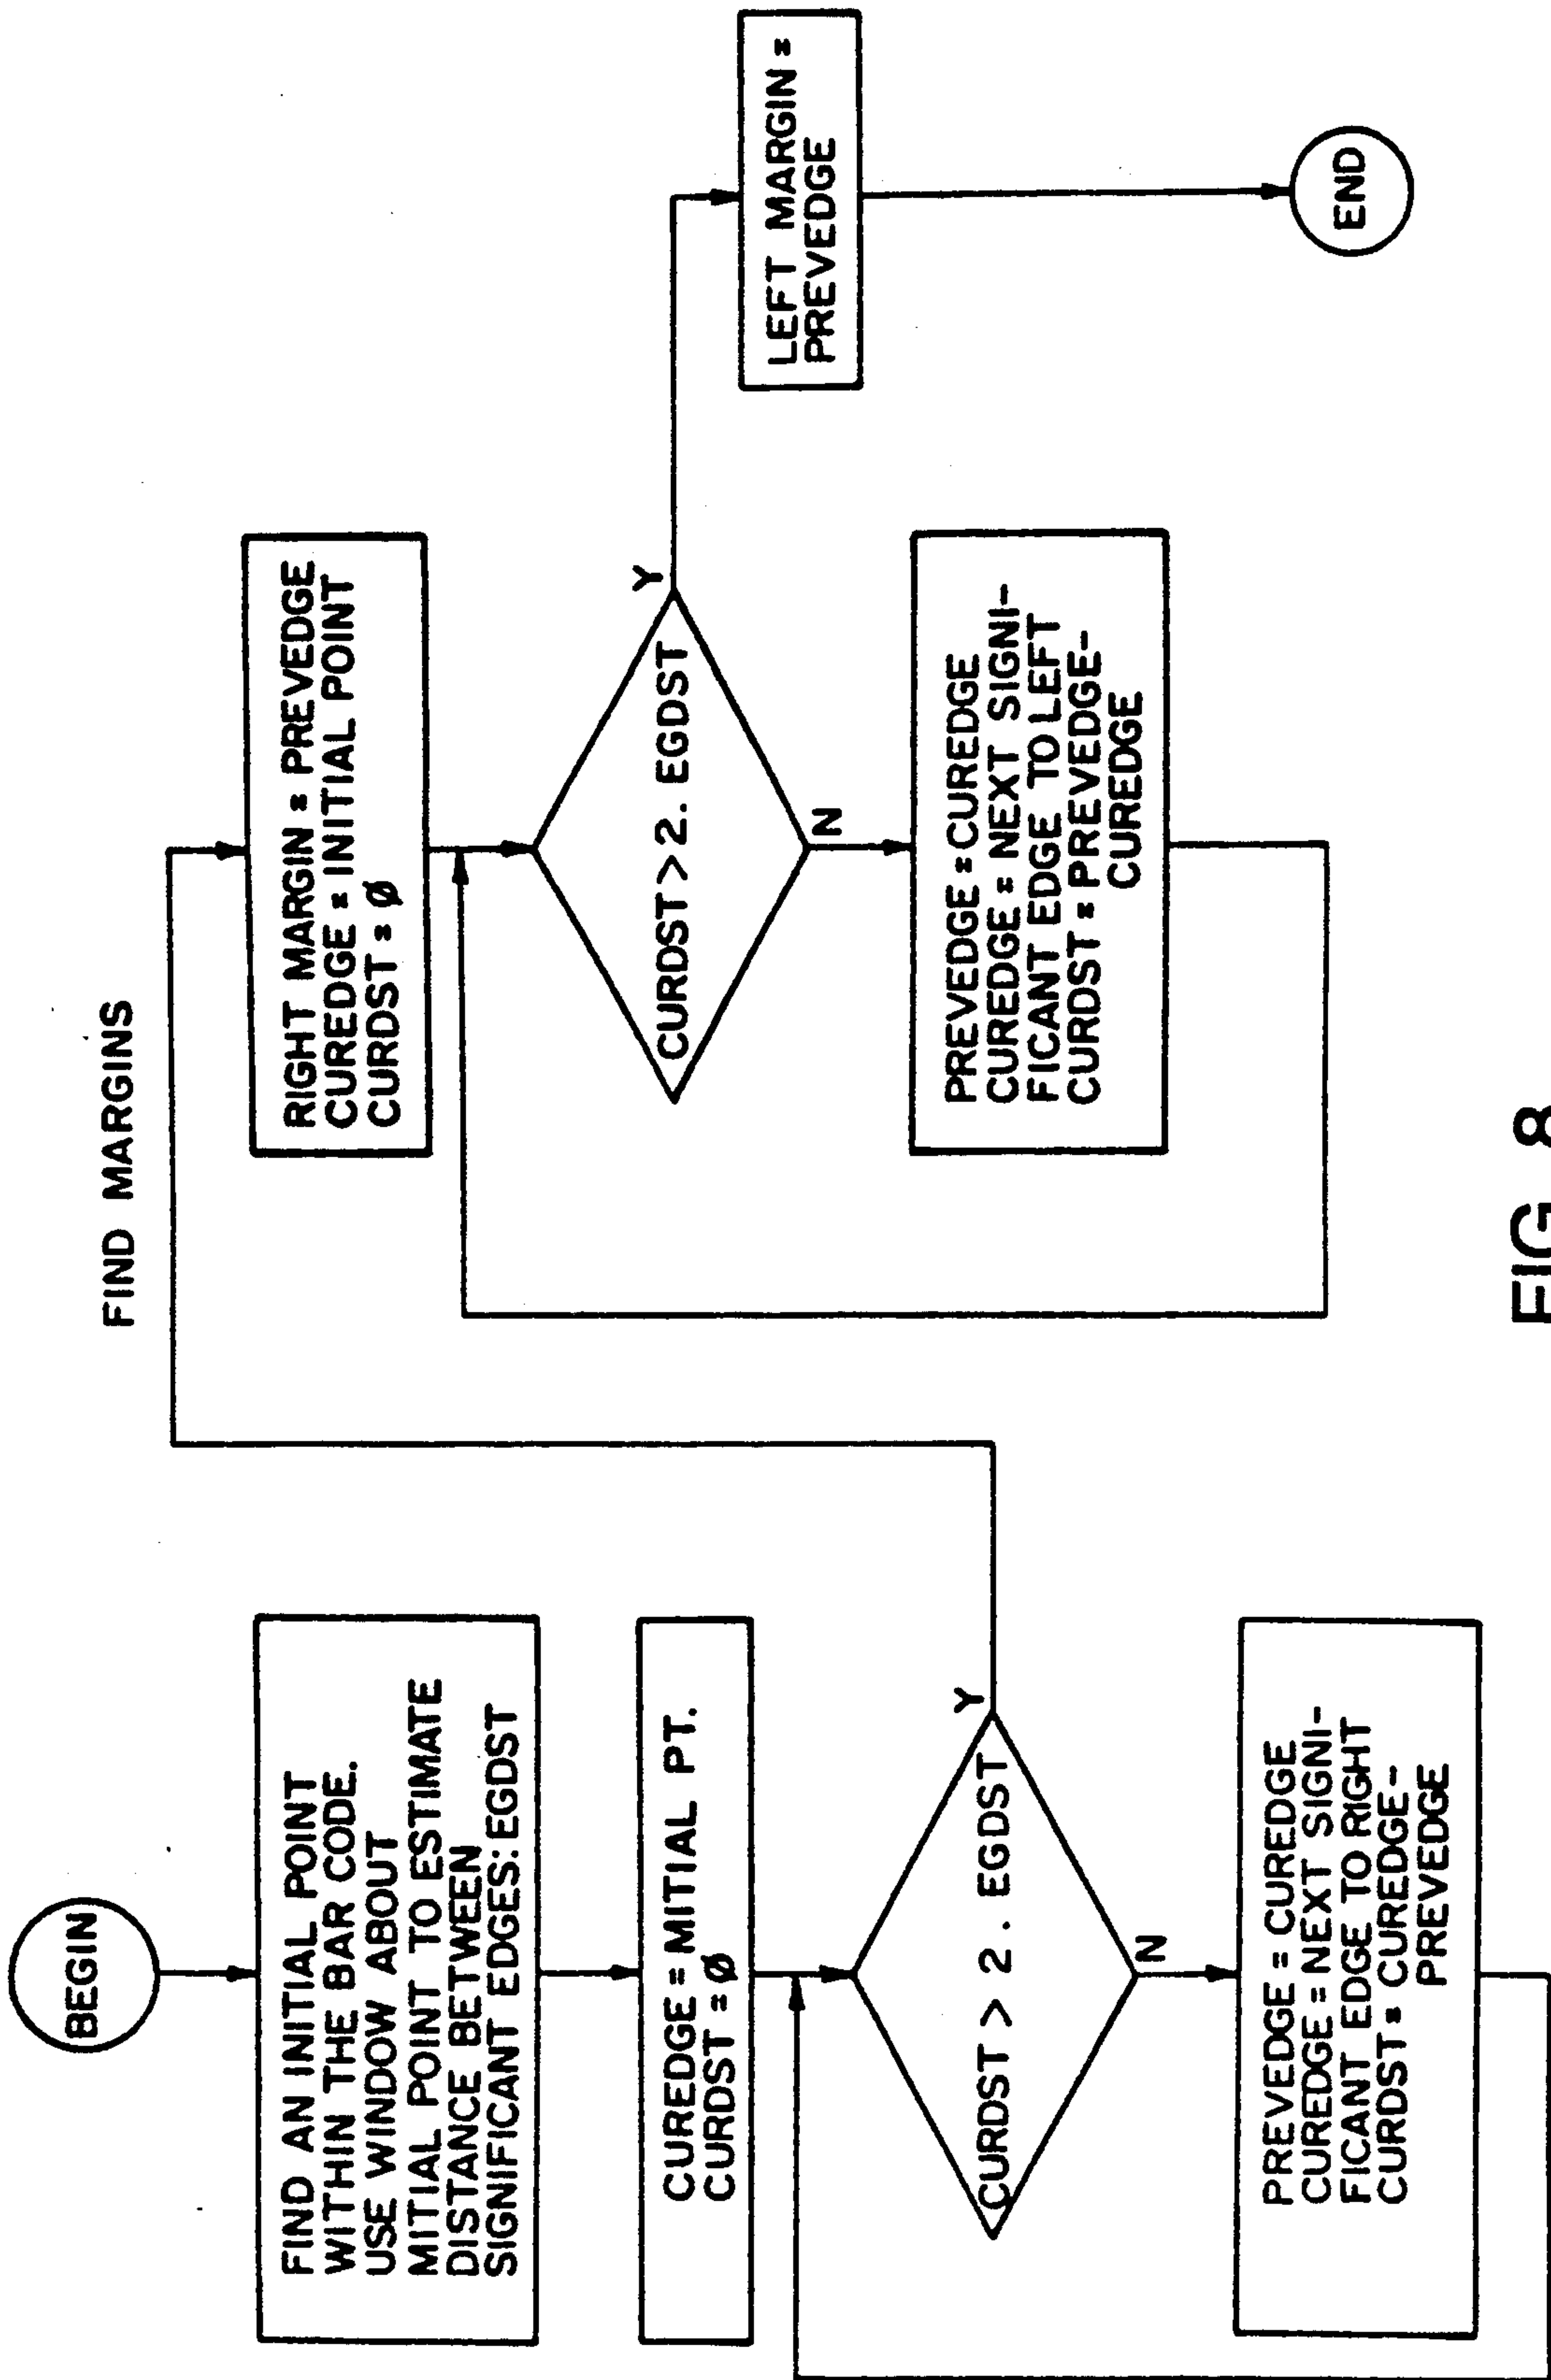 FIND MARGINS
BEGIN
FIND AN INITIAL POINT
WITHIN THE BAR CODE.
USE WINDOW ABOUT
MITIAL POINT TO ESTIMATE
DISTANCE BETWEEN
SIGNIFICANT EDGES: EGDST
CUREDGE = MITIAL PT.
CURDST = Ø
CURDST > 2. EGDST
Y
N
PREVEDGE = CUREDGE
CUREDGE = NEXT SIGNI-
FICANT EDGE TO RIGHT
CURDST = CUREDGE-
PREVEDGE
RIGHT MARGIN = PREVEDGE
CUREDGE = INITIAL POINT
CURDST = Ø
CURDST > 2. EGDST
Y
N
PREVEDGE = CUREDGE
CUREDGE = NEXT SIGNI-
FICANT EDGE TO LEFT
CURDST = PREVEDGE-
CUREDGE
LEFT MARGIN =
PREVEDGE
END
FIG. 8